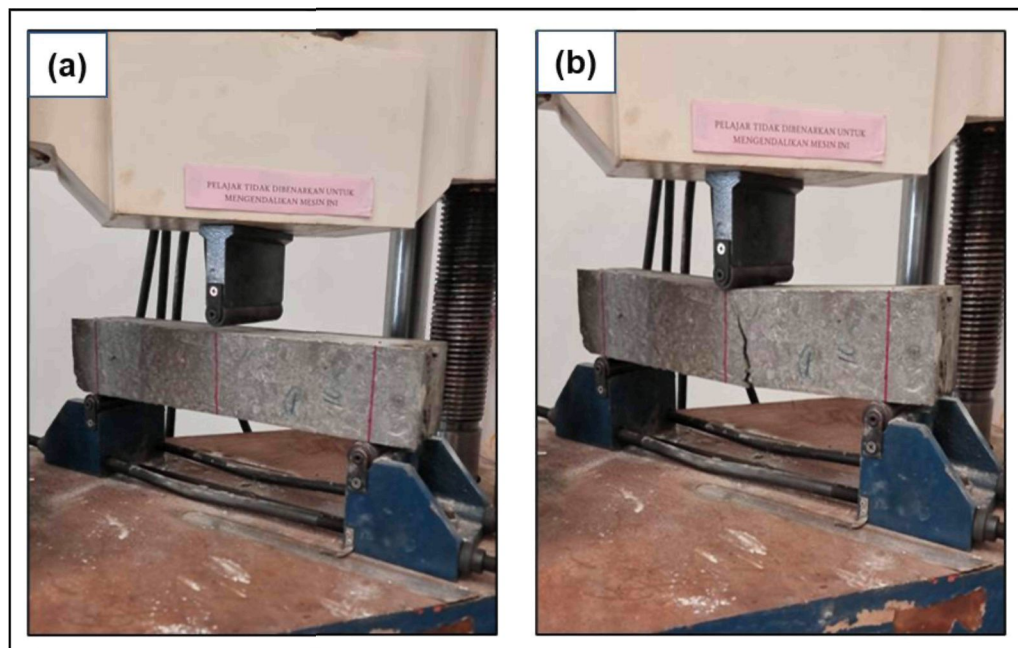 (a)
PELAJAR TIDAK DIBENARKAN UNTUK
MENGENDALIKAN MESIN INI
(b)
PELAJAR TIDAK DIBENARKAN UNTUK
MENGENDALIKAN MESIN INI